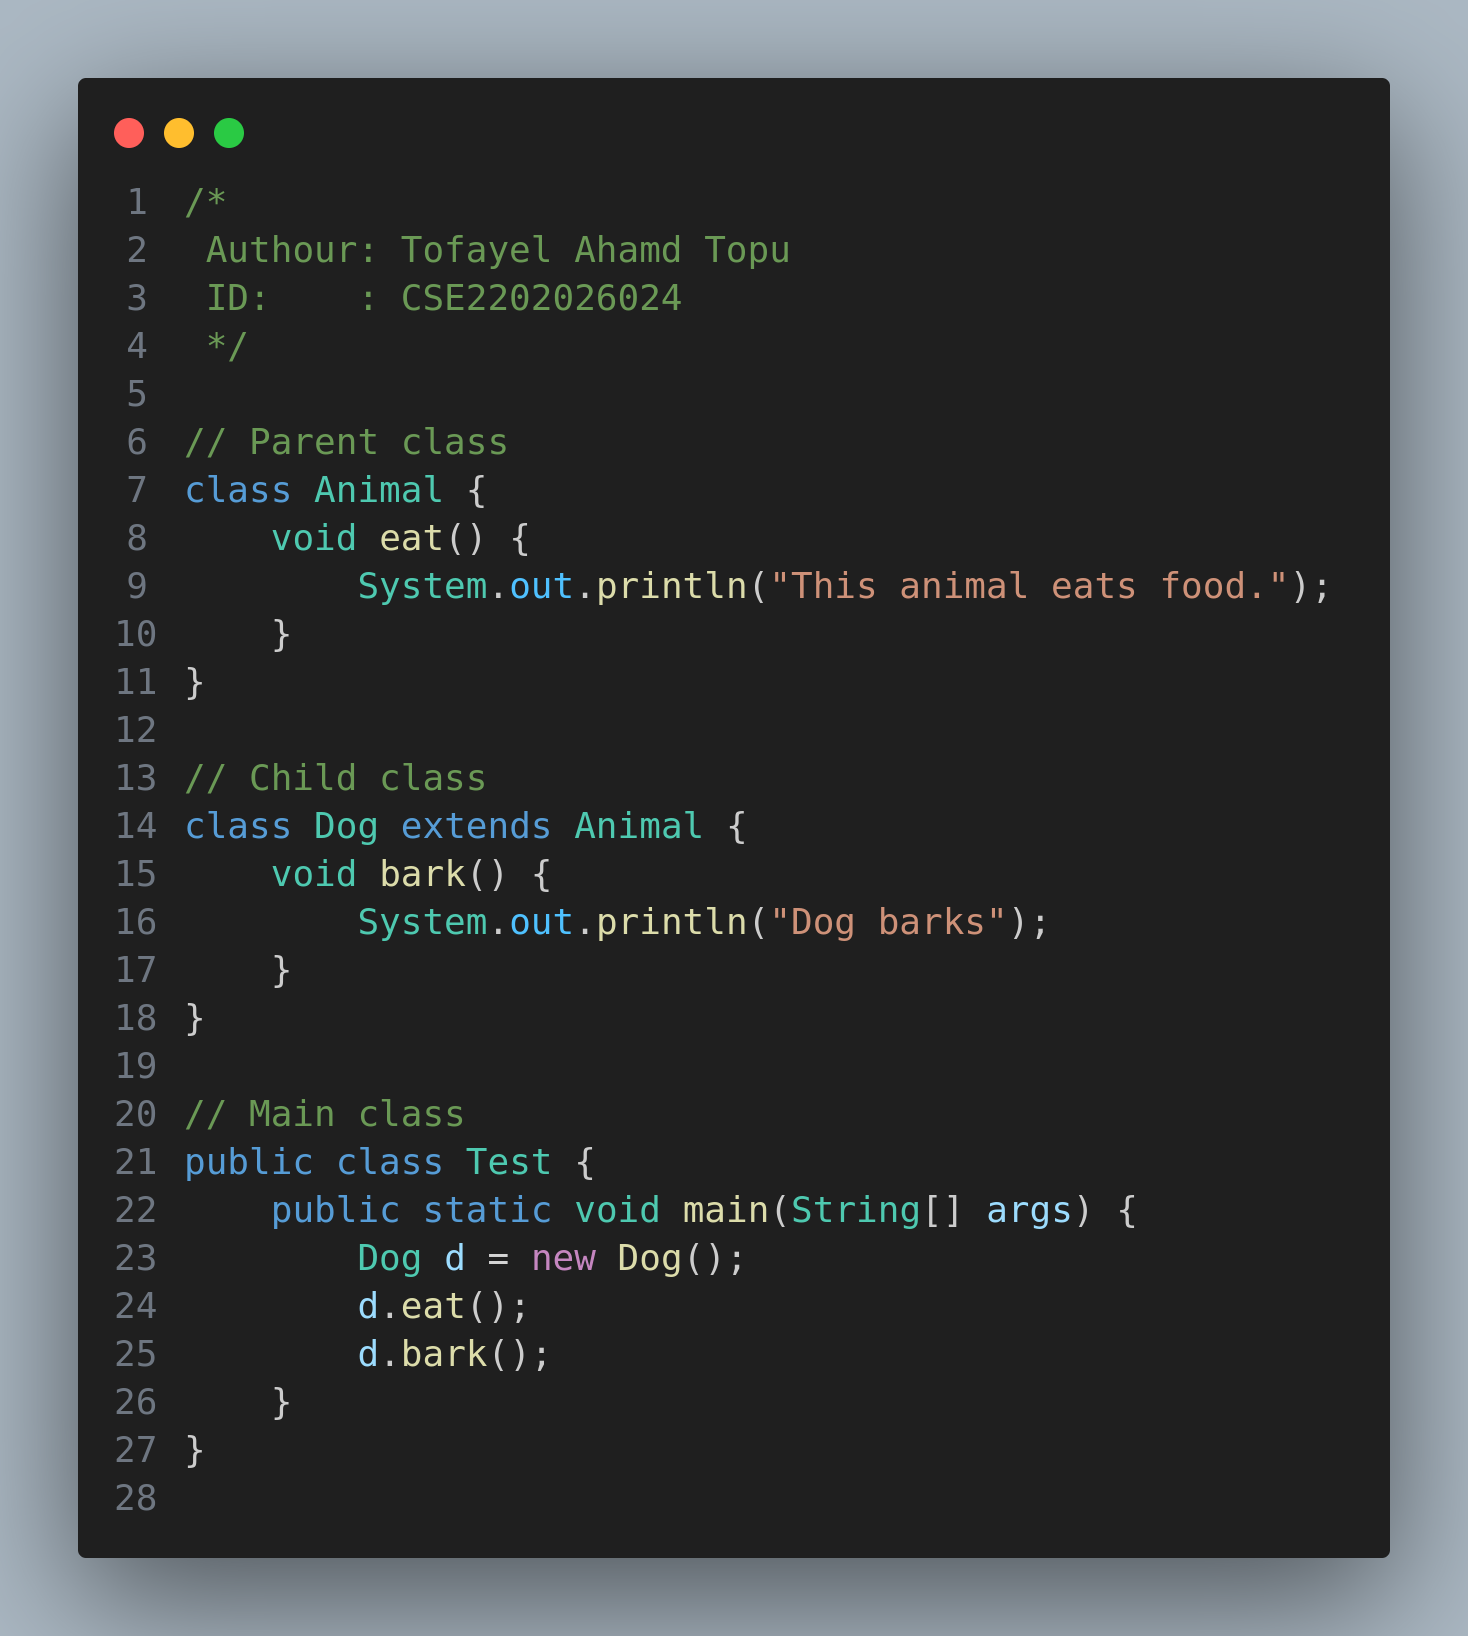 1 /*
2  Authour: Tofayel Ahamd Topu
3  ID:    : CSE2202026024
4  */
5
6 // Parent class
7 class Animal {
8     void eat() {
9         System.out.println("This animal eats food.");
10     }
11 }
12
13 // Child class
14 class Dog extends Animal {
15     void bark() {
16         System.out.println("Dog barks");
17     }
18 }
19
20 // Main class
21 public class Test {
22     public static void main(String[] args) {
23         Dog d = new Dog();
24         d.eat();
25         d.bark();
26     }
27 }
28